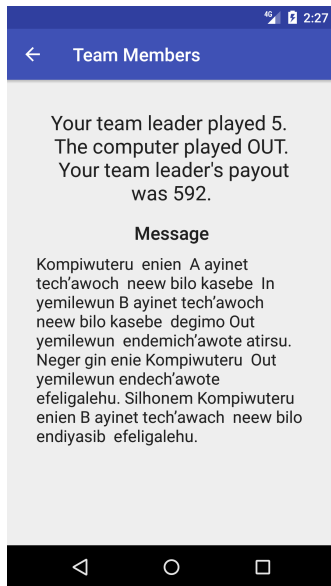 4G 2:27
Team Members
Your team leader played 5.
The computer played OUT.
Your team leader's payout
was 592.
Message
Kompiwuteru enien A ayinet
tech’awoch neew bilo kasebe In
yemilewun B ayinet tech’awoch
neew bilo kasebe degimo Out
yemilewun endemich’awote atirsu.
Neger gin enie Kompiwuteru Out
yemilewun endech’awote
efeligalehu. Silhonem Kompiwuteru
enien B ayinet tech’awach neew bilo
endiyasib efeligalehu.